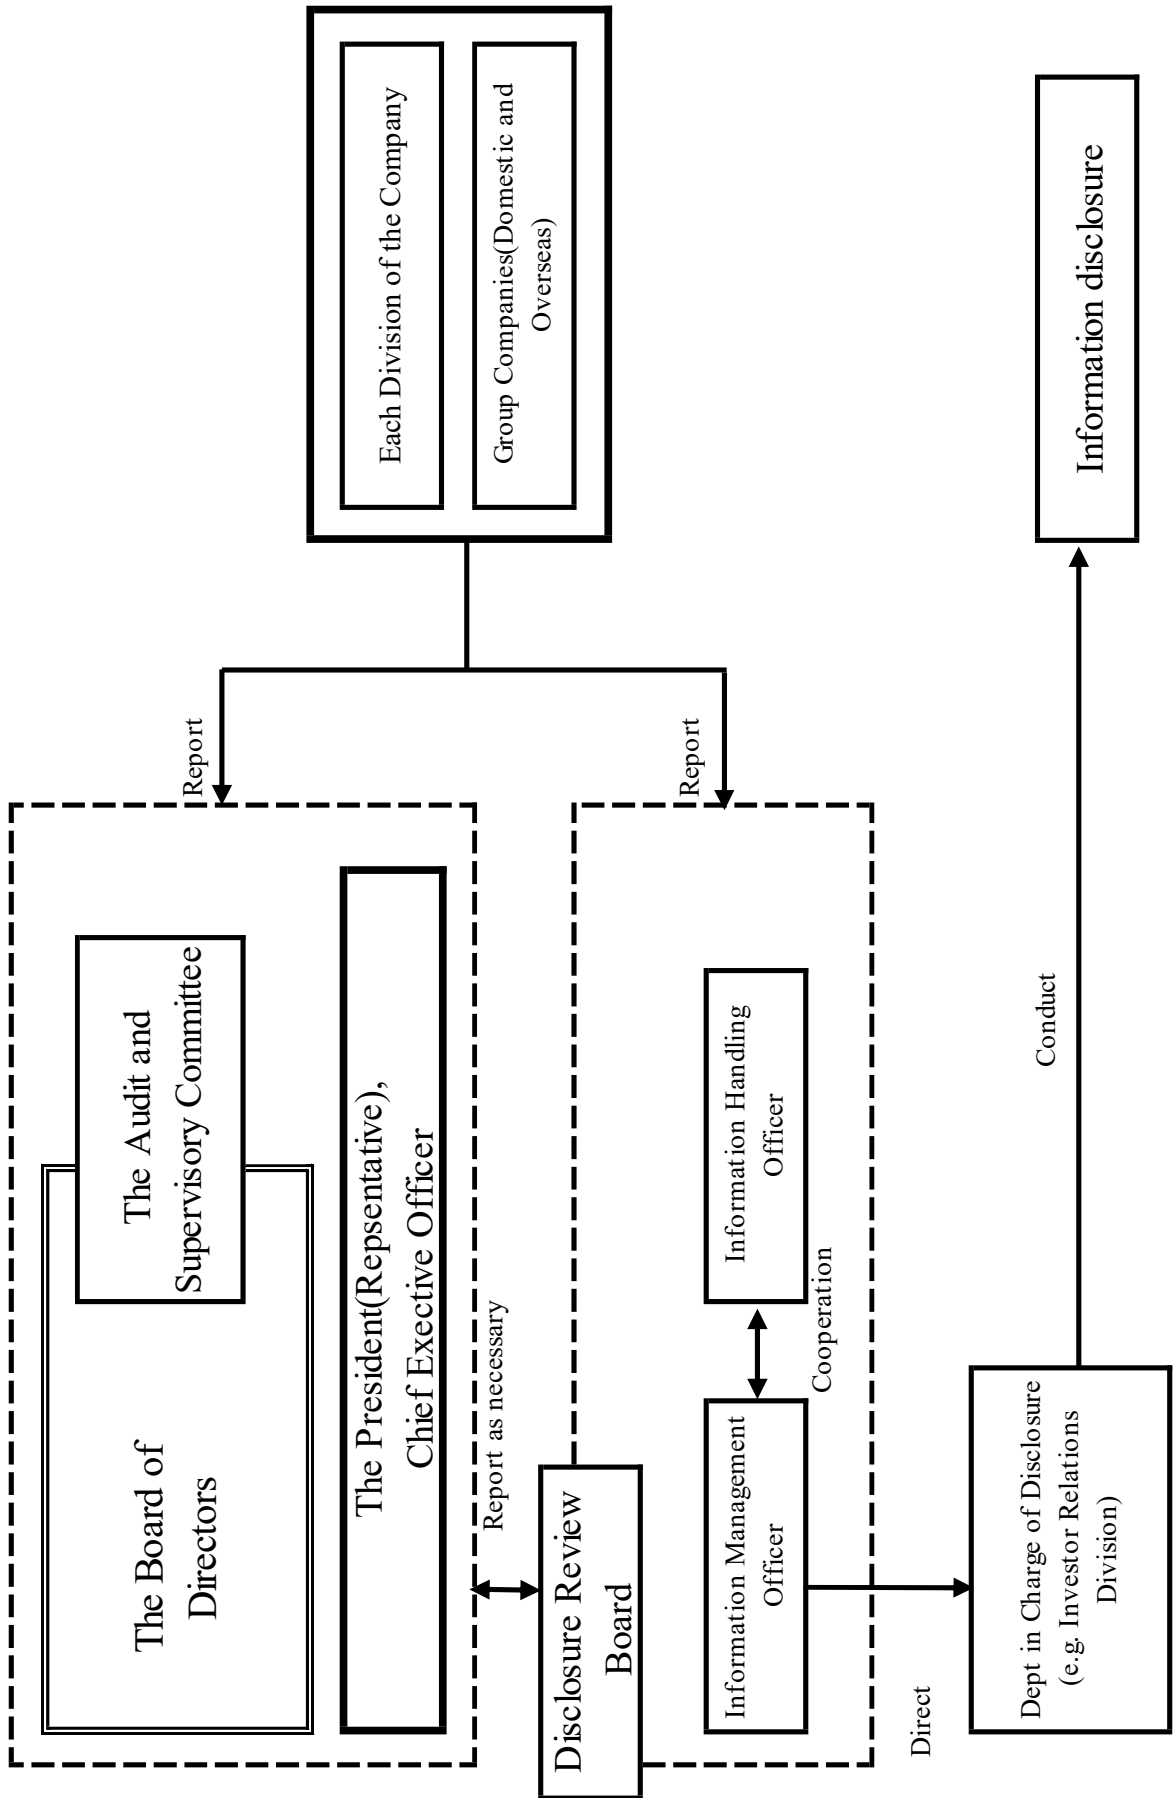 The Board of
Directors
The Audit and
Supervisory Committee
Report
The President(Repsentative),
Chief Exective Officer
Each Division of the Company
Group Companies(Domestic and
Overseas)
Report as necessary
Disclosure Review
Board
Report
Information Management
Officer
Cooperation
Information Handling
Officer
Direct
Dept in Charge of Disclosure
(e.g. Investor Relations
Division)
Conduct
Information disclosure